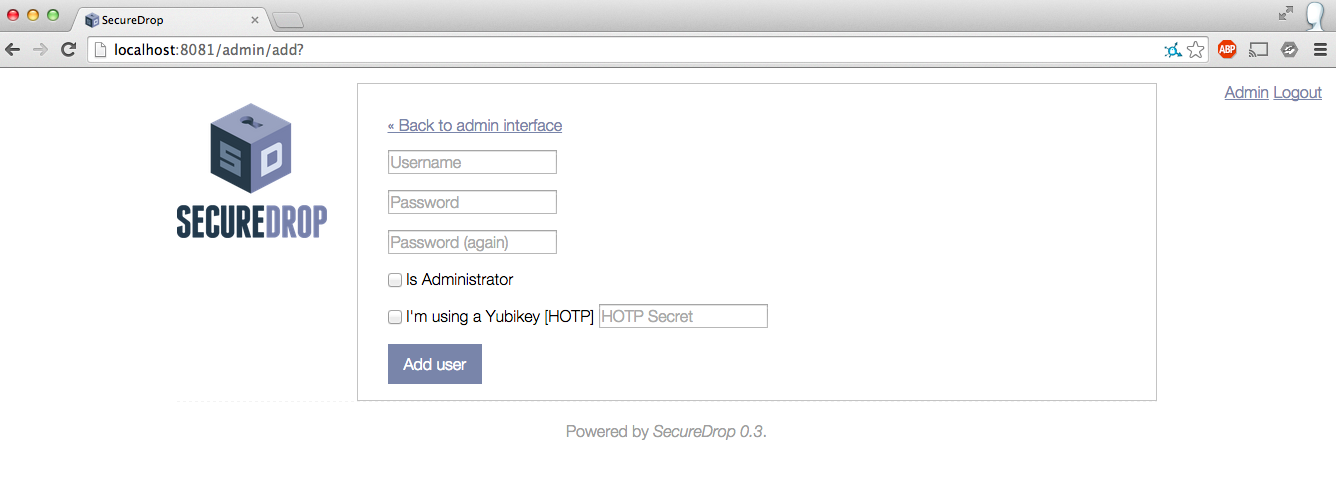 SecureDrop
localhost:8081/admin/add?
ABP
Admin Logout
SD
SECUREDROP
« Back to admin interface
Username
Password
Password (again)
Is Administrator
I'm using a Yubikey [HOTP] HOTP Secret
Add user
Powered by SecureDrop 0.3.